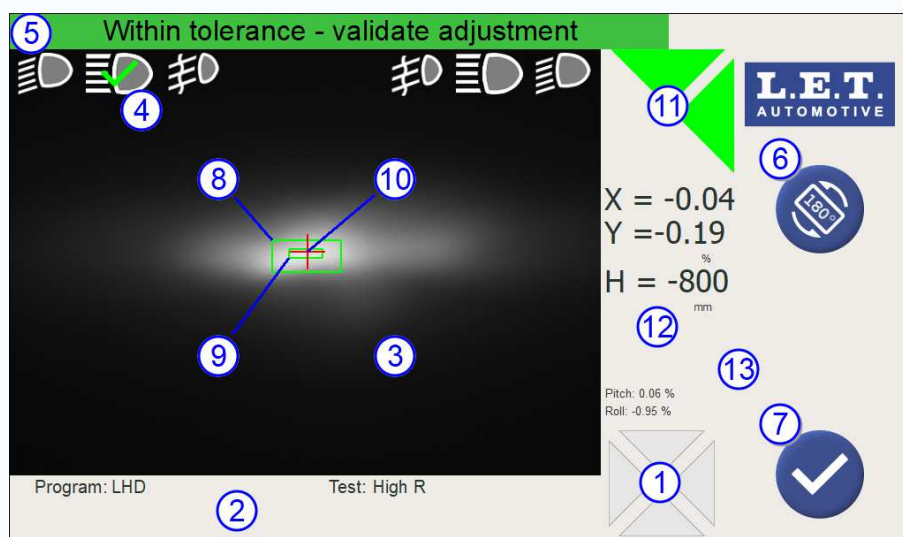 5
Within tolerance - validate adjustment
4
11
L.E.T.
AUTOMOTIVE
6
180°
8
10
X = -0.04
Y =-0.19
%
H = -800
mm
12
9
3
13
Pitch: 0.06 %
Roll: -0.95 %
7
1
Program: LHD
Test: High R
2